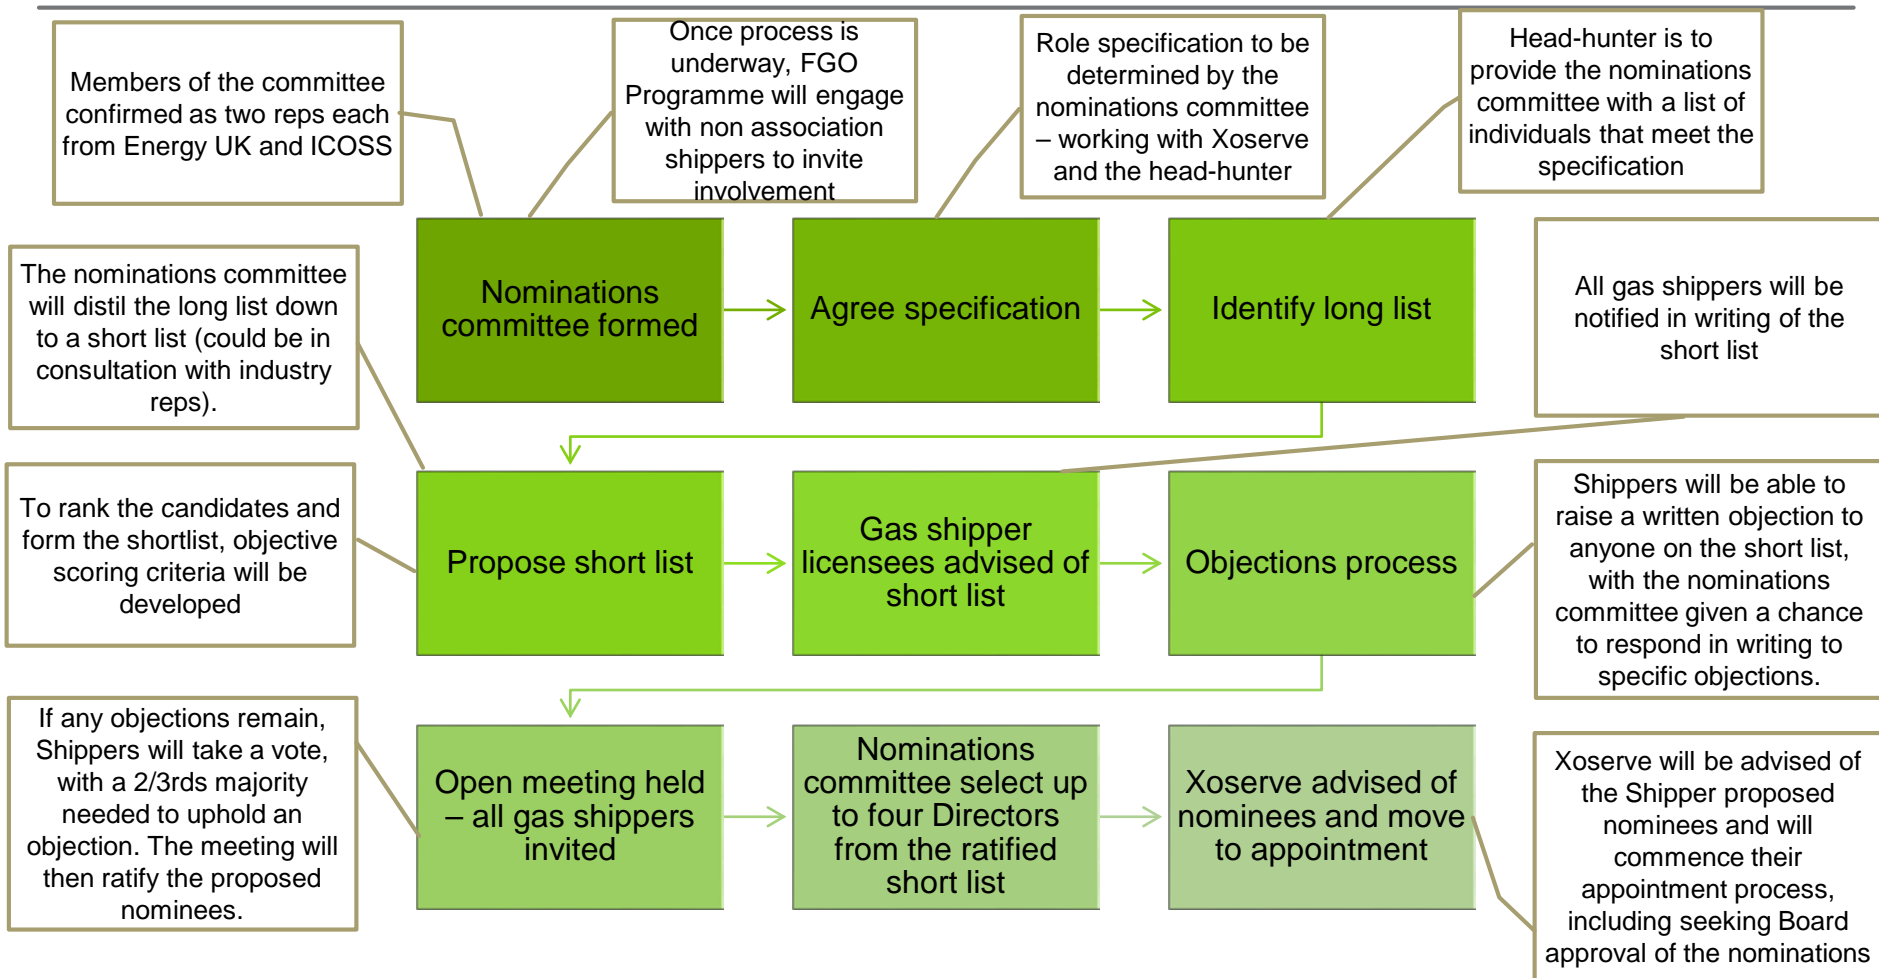 Members of the committee
confirmed as two reps each
from Energy UK and ICOSS
Once process is
underway, FGO
Programme will engage
with non association
shippers to invite
involvement
Role specification to be
determined by the
nominations committee
– working with Xoserve
and the head-hunter
Head-hunter is to
provide the nominations
committee with a list of
individuals that meet the
specification
Nominations
committee formed
Agree specification
Identify long list
The nominations committee
will distil the long list down
to a short list (could be in
consultation with industry
reps).
All gas shippers will be
notified in writing of the
short list
To rank the candidates and
form the shortlist, objective
scoring criteria will be
developed
Propose short list
Gas shipper
licensees advised of
short list
Objections process
Shippers will be able to
raise a written objection to
anyone on the short list,
with the nominations
committee given a chance
to respond in writing to
specific objections.
If any objections remain,
Shippers will take a vote,
with a 2/3rds majority
needed to uphold an
objection. The meeting will
then ratify the proposed
nominees.
Open meeting held
– all gas shippers
invited
Nominations
committee select up
to four Directors
from the ratified
short list
Xoserve advised of
nominees and move
to appointment
Xoserve will be advised of
the Shipper proposed
nominees and will
commence their
appointment process,
including seeking Board
approval of the nominations